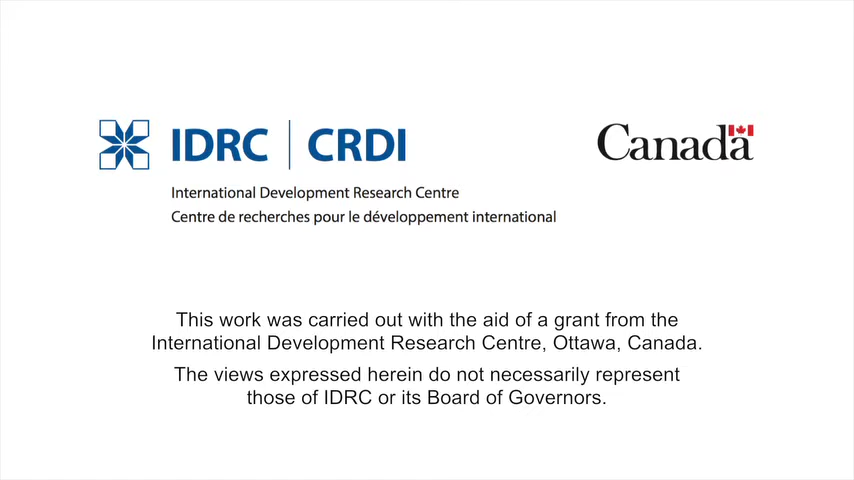 IDRC | CRDI
Canada
International Development Research Centre
Centre de recherches pour le développement international
This work was carried out with the aid of a grant from the
International Development Research Centre, Ottawa, Canada.
The views expressed herein do not necessarily represent
those of IDRC or its Board of Governors.